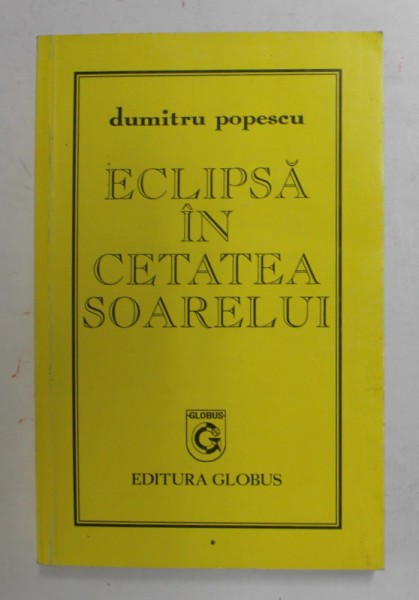 dumitru popescu
ECLIPSĂ
ÎN
CETATEA
SOARELUI
GLOBUS
EDITURA GLOBUS